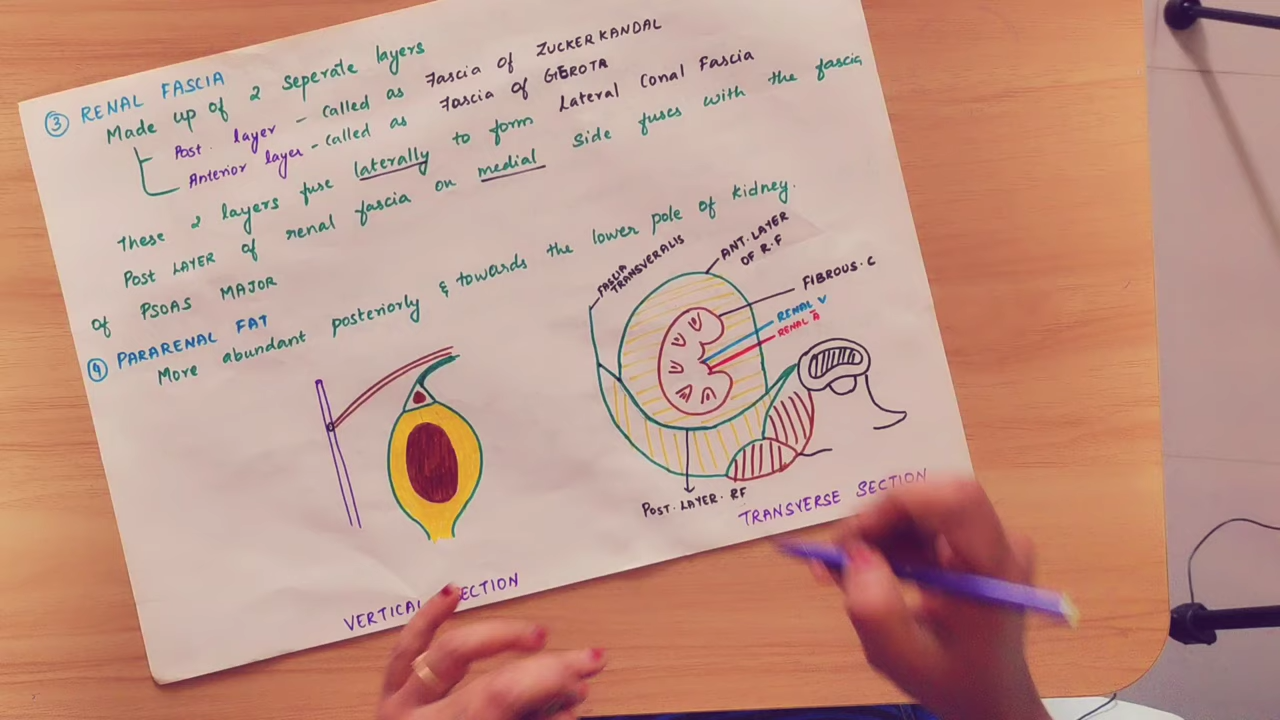 ③ RENAL FASCIA
Made up of 2 seperate layers
Post. layer - called as Fascia of ZUCKERKANDAL
Anterior layer - called as Fascia of GEROTA
These 2 layers fuse laterally to form Lateral Conal Fascia
Post LAYER of renal fascia on medial side fuses with the fascia
of PSOAS MAJOR
④ PARARENAL FAT
More abundant posteriorly & towards the lower pole of kidney.
FASCIA
TRANSVERALIS
ANT. LAYER
OF R.F
FIBROUS.C
RENAL V
RENAL A
POST. LAYER. RF
TRANSVERSE SECTION
VERTICAL SECTION